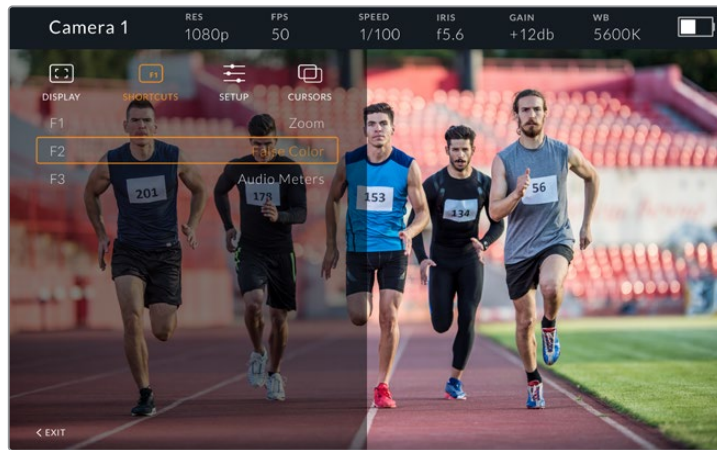 Camera 1
RES FPS SPEED IRIS GAIN WB
1080p 50 1/100 f5.6 +12db 5600K
F1
DISPLAY SHORTCUTS SETUP CURSORS
F1 Zoom
F2 False Color
F3 Audio Meters
201
178
153
134
56
EXIT